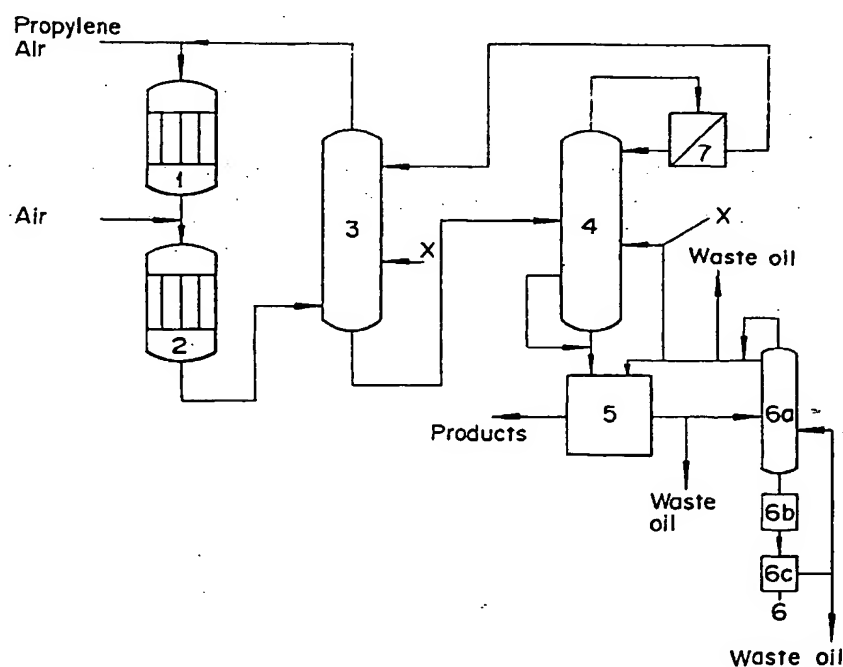 Propylene
Air
1
Air
2
3
X
4
7
X
Waste oil
5
6a
Products
Waste
oil
6b
6c
6
Waste oil